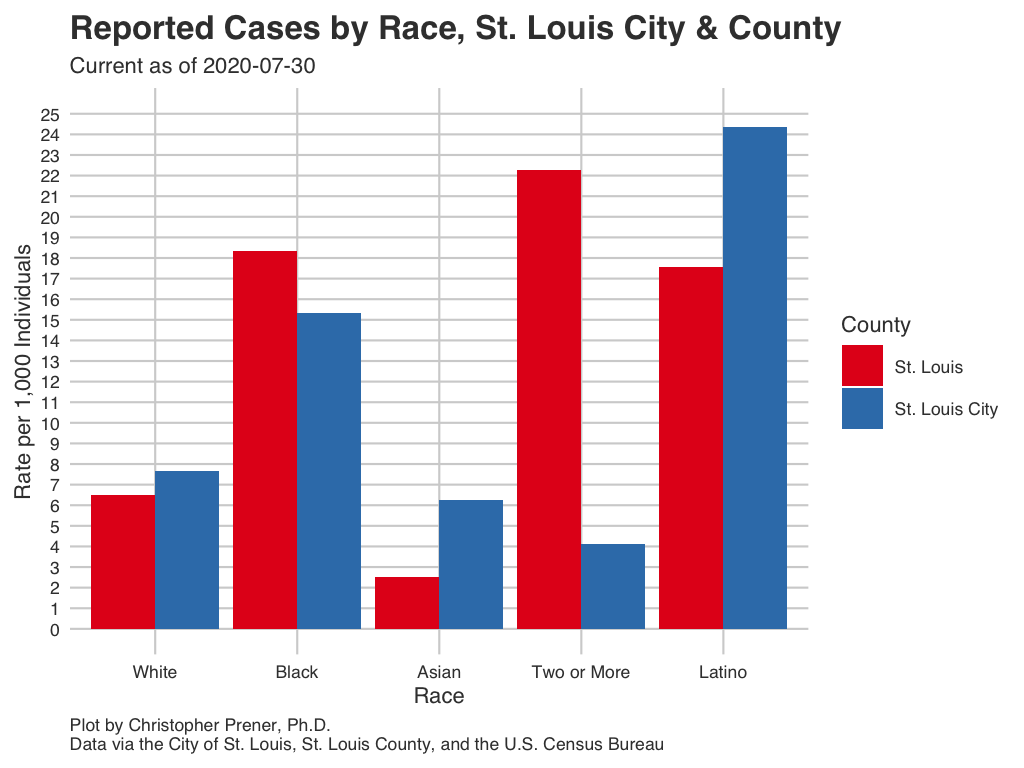 Reported Cases by Race, St. Louis City & County
Current as of 2020-07-30
25
24
23
22
21
20
19
18
17
16
15
14
13
12
11
10
9
8
7
6
5
4
3
2
1
0
Rate per 1,000 Individuals
White Black Asian Two or More Latino
Race
County
St. Louis
St. Louis City
Plot by Christopher Prener, Ph.D.
Data via the City of St. Louis, St. Louis County, and the U.S. Census Bureau